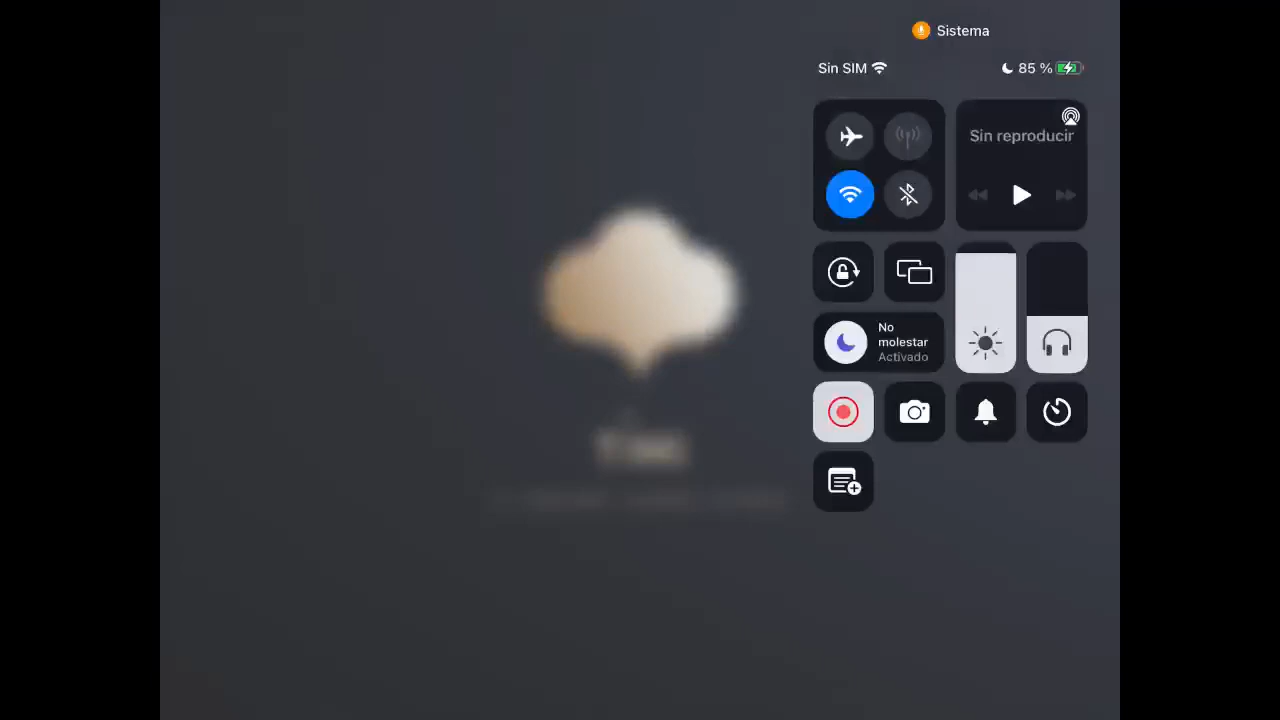 Sistema
Sin SIM 85 %
Sin reproducir
No
molestar
Activado